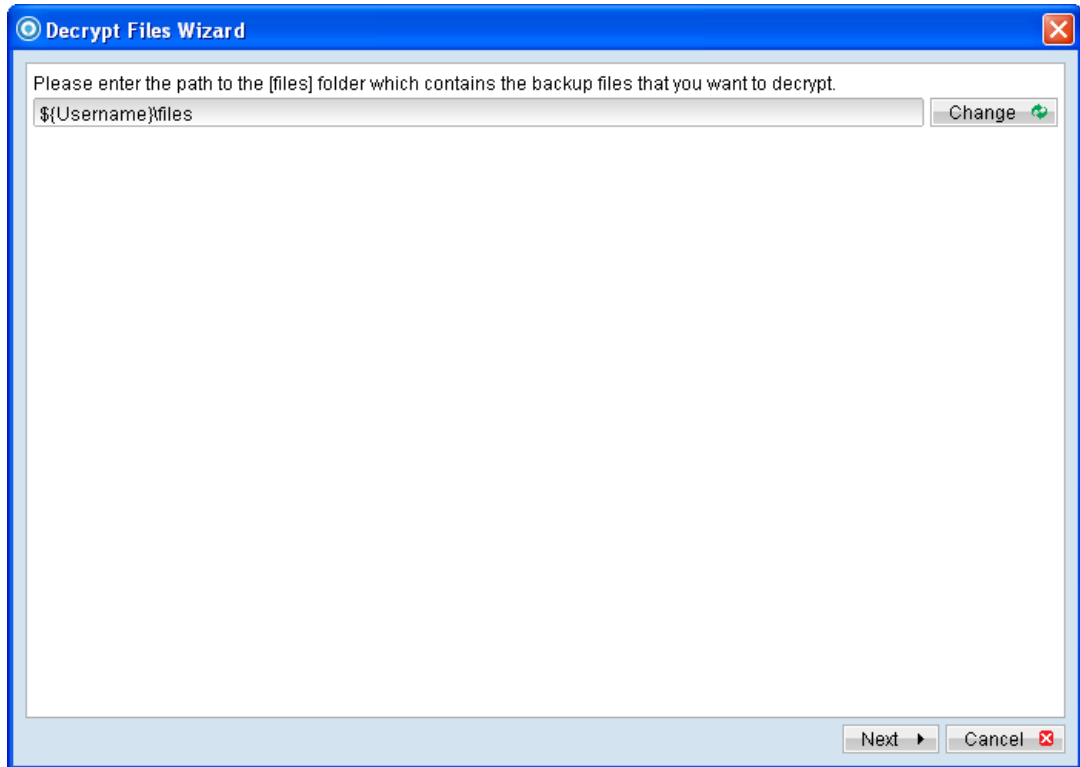 Decrypt Files Wizard
Please enter the path to the [files] folder which contains the backup files that you want to decrypt.
${Username}\files
Change
Next
Cancel